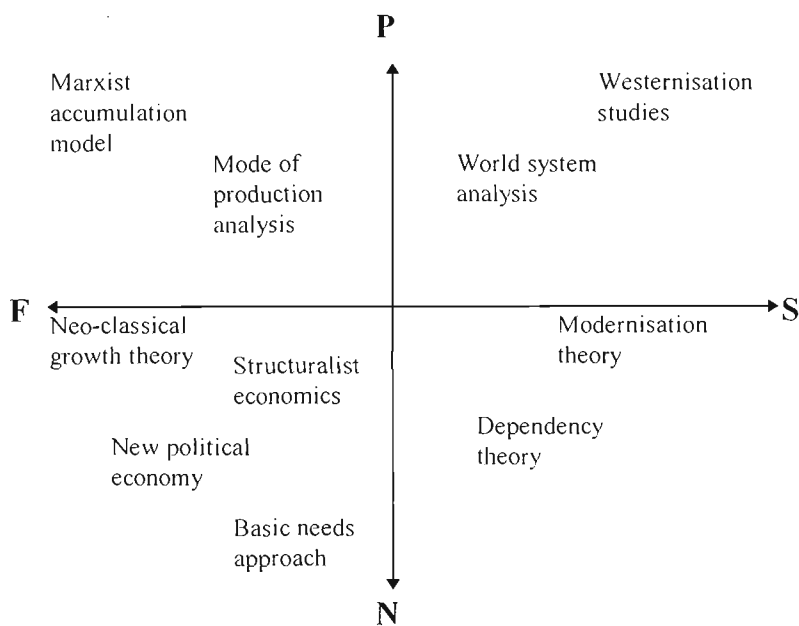 P
Marxist
accumulation
model
Westernisation
studies
Mode of
production
analysis
World system
analysis
F
S
Neo-classical
growth theory
Modernisation
theory
Structuralist
economics
New political
economy
Dependency
theory
Basic needs
approach
N